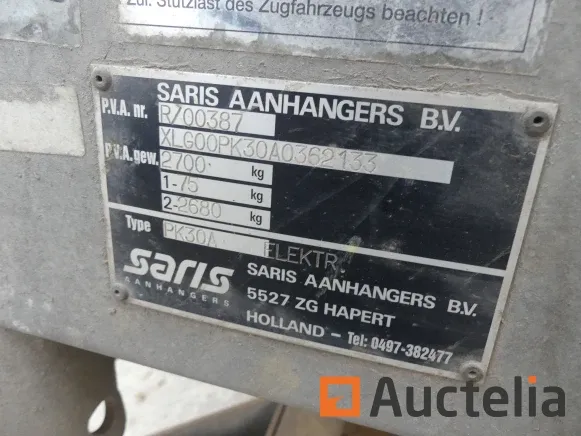 zul. Stützlast des Zugfahrzeugs beachten !
SARIS AANHANGERS B.V.
P.V.A. nr. R700387
XLG00PK30A0362133
P.V.A. gew. 2700 kg
1-75 kg
2-2680 kg
Type PK30A ELEKTR.
saris
AANHANGERS
SARIS AANHANGERS B.V.
5527 ZG HAPERT
HOLLAND – Tel: 0497-382477
Auctelia